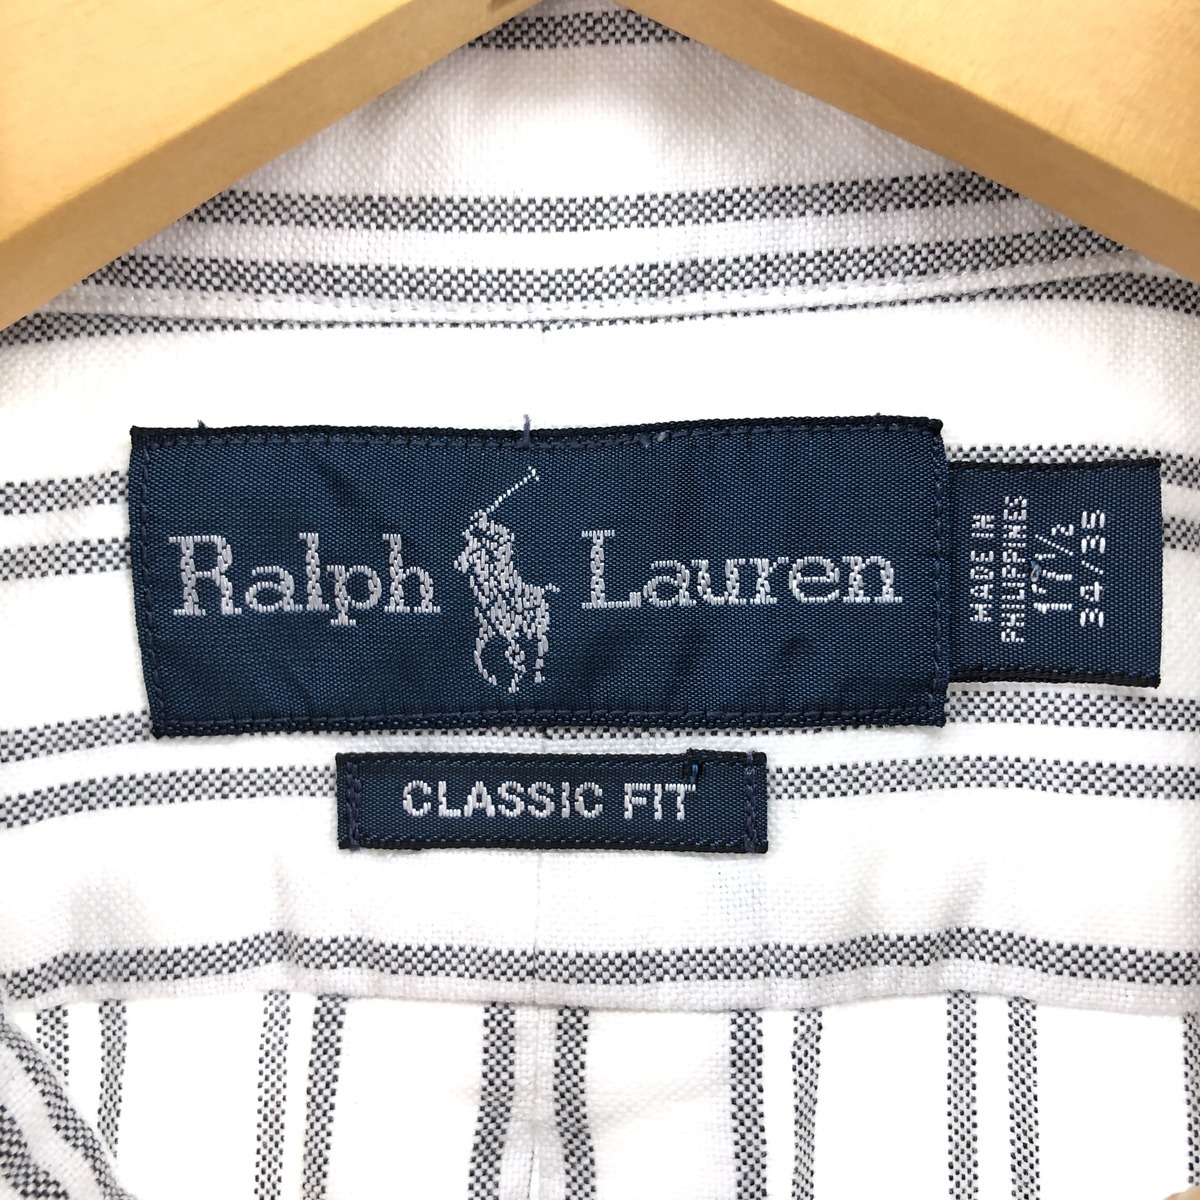 Ralph Lauren
MADE IN
PHILIPPINES
17 1/2
34/35
CLASSIC FIT